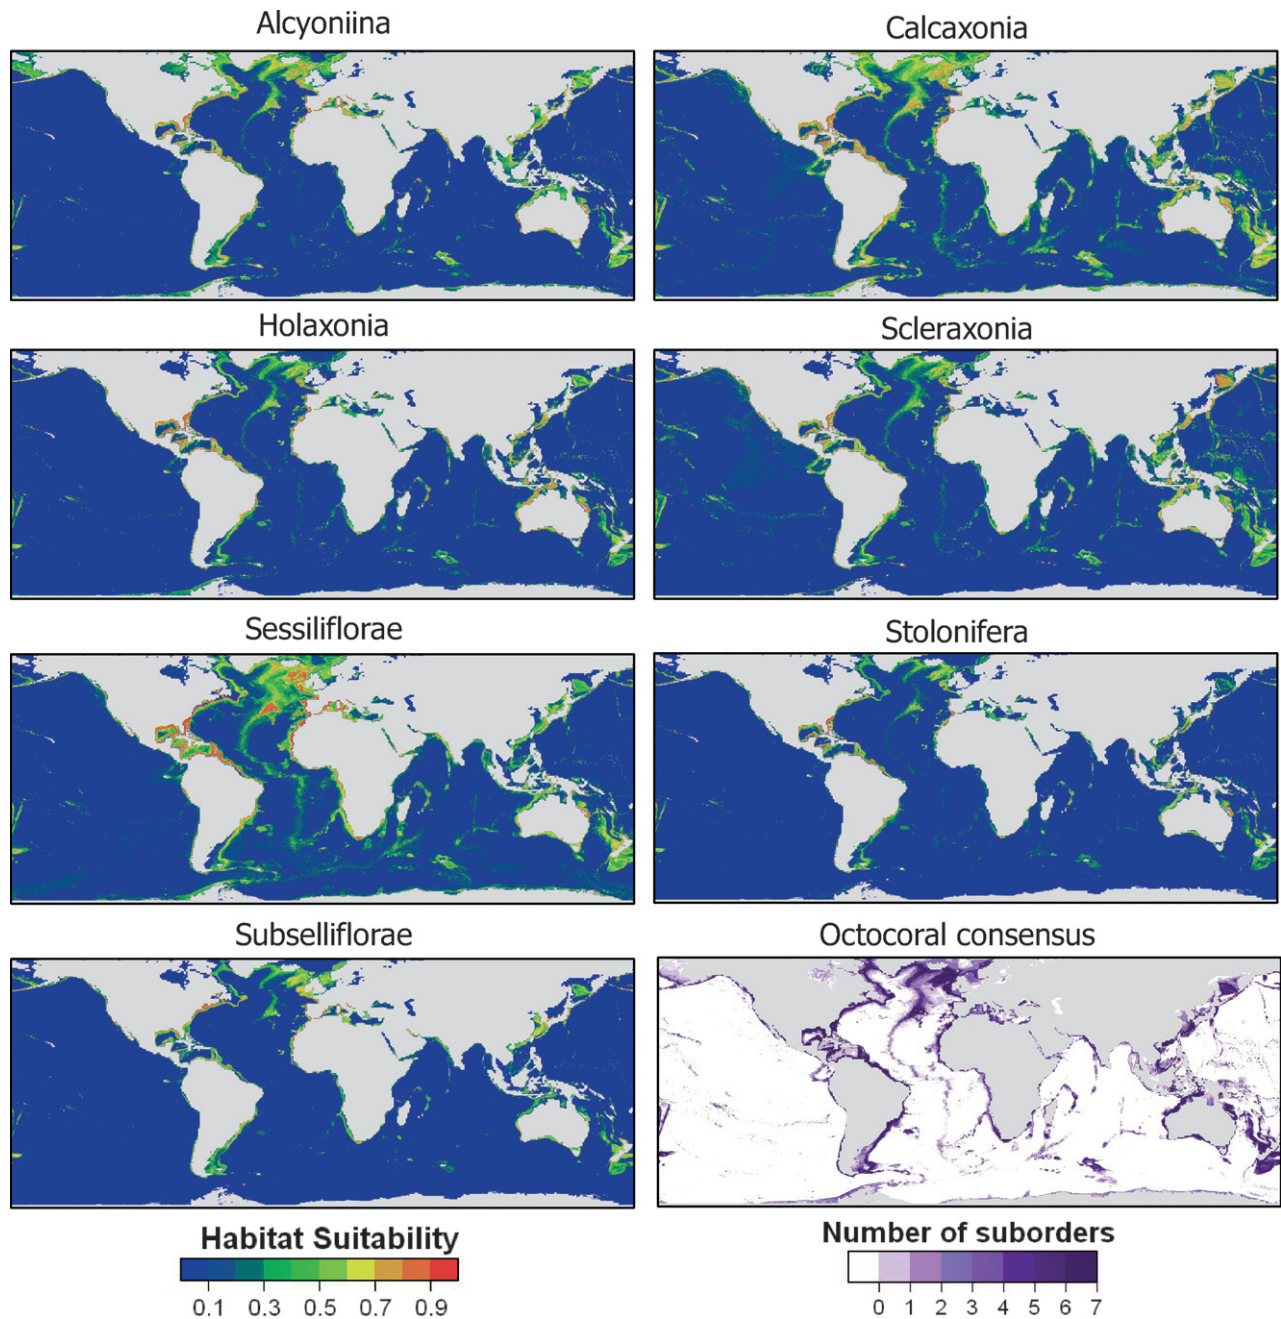 Alcyoniina
Calcaxonia
Holaxonia
Scleraxonia
Sessiliflorae
Stolonifera
Subselliflorae
Octocoral consensus
Habitat Suitability
0.1 0.3 0.5 0.7 0.9
Number of suborders
0 1 2 3 4 5 6 7